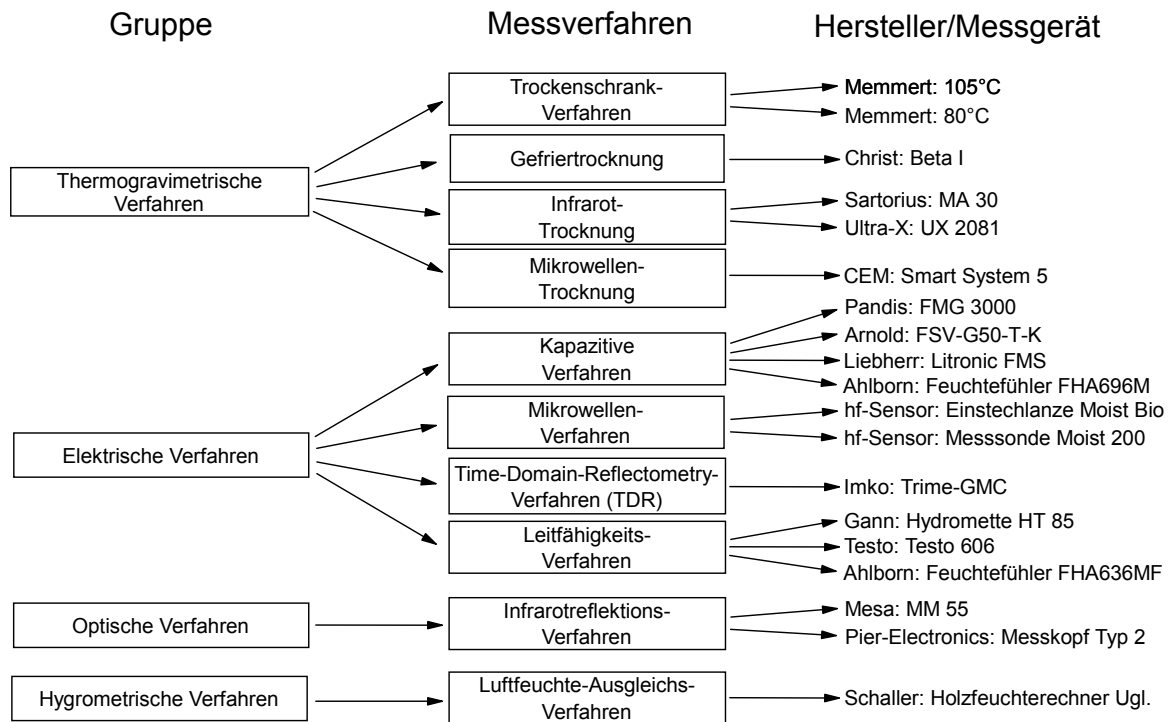 Gruppe
Messverfahren
Hersteller/Messgerät
Thermogravimetrische
Verfahren
Trockenschrank-
Verfahren
Memmert: 105°C
Memmert: 80°C
Gefriertrocknung
Christ: Beta I
Infrarot-
Trocknung
Sartorius: MA 30
Ultra-X: UX 2081
Mikrowellen-
Trocknung
CEM: Smart System 5
Elektrische Verfahren
Kapazitive
Verfahren
Pandis: FMG 3000
Arnold: FSV-G50-T-K
Liebherr: Litronic FMS
Ahlborn: Feuchtefühler FHA696M
Mikrowellen-
Verfahren
hf-Sensor: Einstechlanze Moist Bio
hf-Sensor: Messsonde Moist 200
Time-Domain-Reflectometry-
Verfahren (TDR)
Imko: Trime-GMC
Leitfähigkeits-
Verfahren
Gann: Hydromette HT 85
Testo: Testo 606
Ahlborn: Feuchtefühler FHA636MF
Optische Verfahren
Infrarotreflektions-
Verfahren
Mesa: MM 55
Pier-Electronics: Messkopf Typ 2
Hygrometrische Verfahren
Luftfeuchte-Ausgleichs-
Verfahren
Schaller: Holzfeuchterechner Ugl.